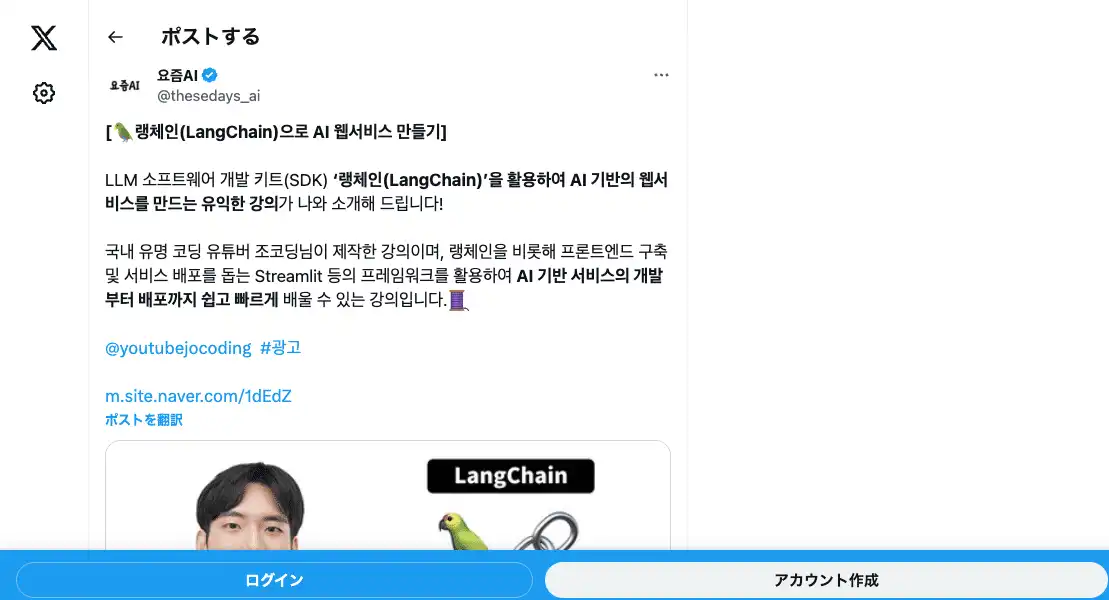 ポストする
요즘AI
요즘AI
@thesedays_ai
[🦜랭체인(LangChain)으로 AI 웹서비스 만들기]
LLM 소프트웨어 개발 키트(SDK) ‘랭체인(LangChain)’을 활용하여 AI 기반의 웹서
비스를 만드는 유익한 강의가 나와 소개해 드립니다!
국내 유명 코딩 유튜버 조코딩님이 제작한 강의이며, 랭체인을 비롯해 프론트엔드 구축
및 서비스 배포를 돕는 Streamlit 등의 프레임워크를 활용하여 AI 기반 서비스의 개발
부터 배포까지 쉽고 빠르게 배울 수 있는 강의입니다.🧵
@youtubejocoding #광고
m.site.naver.com/1dEdZ
ポストを翻訳
LangChain
ログイン
アカウント作成